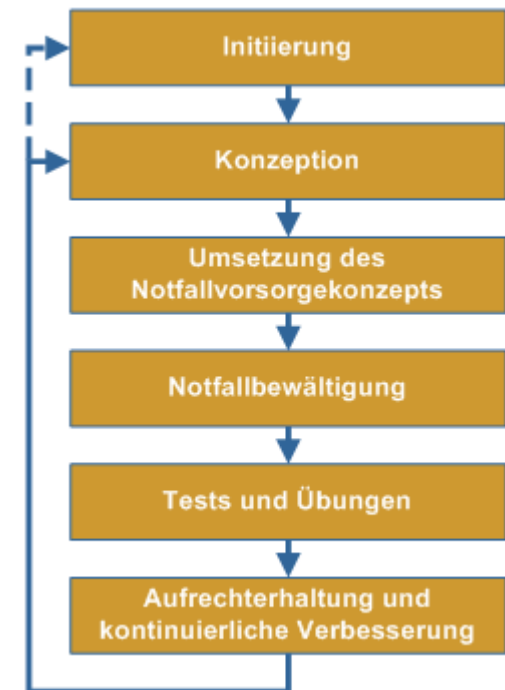 Initiierung
Konzeption
Umsetzung des
Notfallvorsorgekonzepts
Notfallbewältigung
Tests und Übungen
Aufrechterhaltung und
kontinuierliche Verbesserung